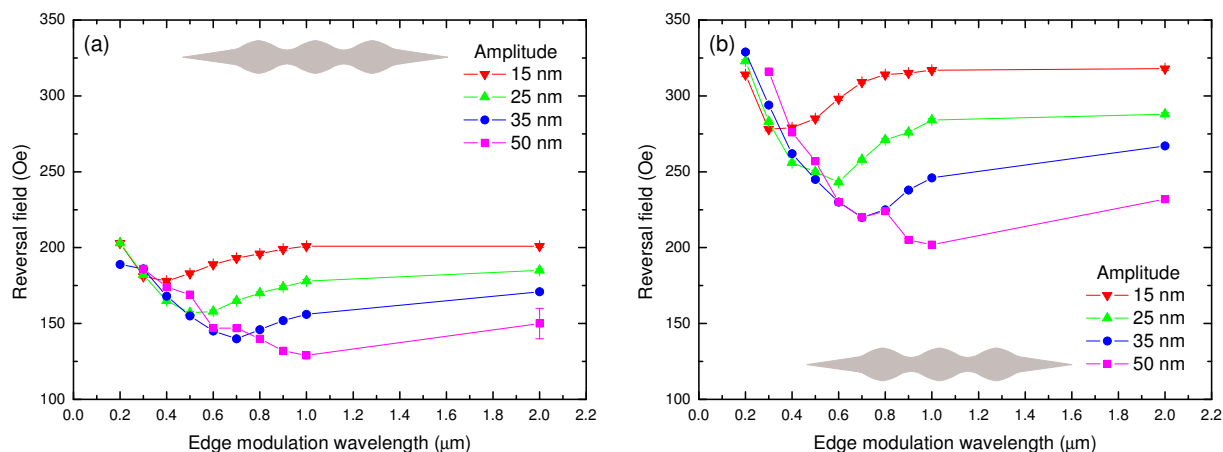 (a)
Amplitude
15 nm
25 nm
35 nm
50 nm
350
300
250
200
150
100
Reversal field (Oe)
0.0 0.2 0.4 0.6 0.8 1.0 1.2 1.4 1.6 1.8 2.0 2.2
Edge modulation wavelength (μm)
(b)
350
300
250
200
150
100
Reversal field (Oe)
Amplitude
15 nm
25 nm
35 nm
50 nm
0.0 0.2 0.4 0.6 0.8 1.0 1.2 1.4 1.6 1.8 2.0 2.2
Edge modulation wavelength (μm)